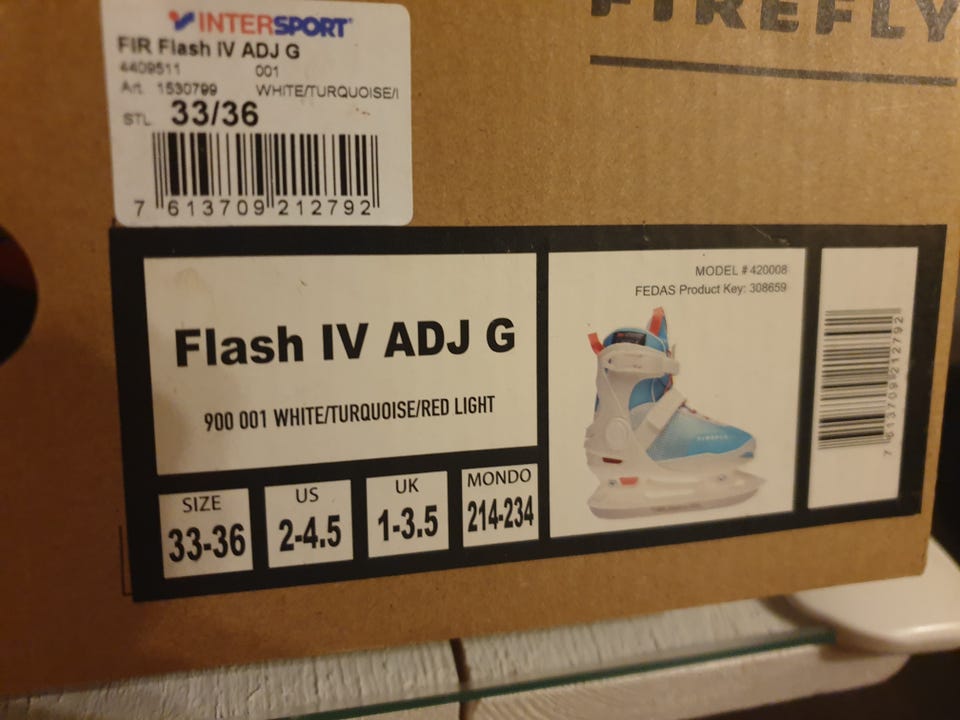 INTERSPORT
FIREFLY
FIR Flash IV ADJ G
4409511 001
Art. 1530799 WHITE/TURQUOISE/
STL 33/36
7 613709 212792
MODEL # 420008
FEDAS Product Key: 308659
Flash IV ADJ G
900 001 WHITE/TURQUOISE/RED LIGHT
SIZE
33-36
US
2-4.5
UK
1-3.5
MONDO
214-234
FIREFLY
7 613709 212792